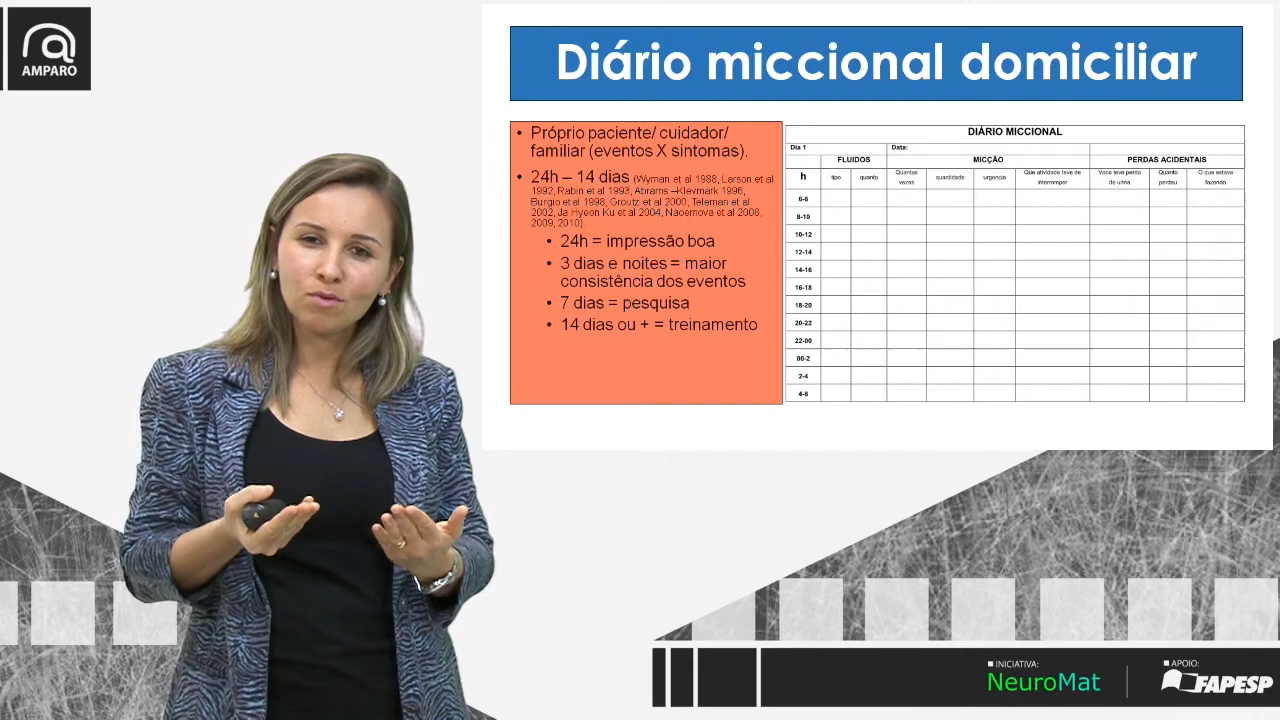 AMPARO
Diário miccional domiciliar
• Próprio paciente/ cuidador/
familiar (eventos X sintomas).
• 24h – 14 dias (Wyman et al 1988, Larson et al
1992, Rabin et al 1993, Abrams –Klevmark 1996,
Burgio et al 1998, Groutz et al 2000, Teleman et al
2002, Ja Hyeon Ku et al 2004, Naoemova et al 2008,
2009, 2010).
• 24h = impressão boa
• 3 dias e noites = maior
consistência dos eventos
• 7 dias = pesquisa
• 14 dias ou + = treinamento
DIÁRIO MICCIONAL
Dia 1 Data:
FLUIDOS MICÇÃO PERDAS ACIDENTAIS
h tipo quanto Quantas vezes quantidade urgencia Que atividade teve de interromper Voce teve perda de urina Quanto perdeu O que estava fazendo
6-8
8-10
10-12
12-14
14-16
16-18
18-20
20-22
22-00
00-2
2-4
4-6
INICIATIVA:
NeuroMat
APOIO:
FAPESP